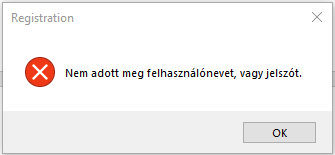 Registration
Nem adott meg felhasználónevet, vagy jelszót.
OK